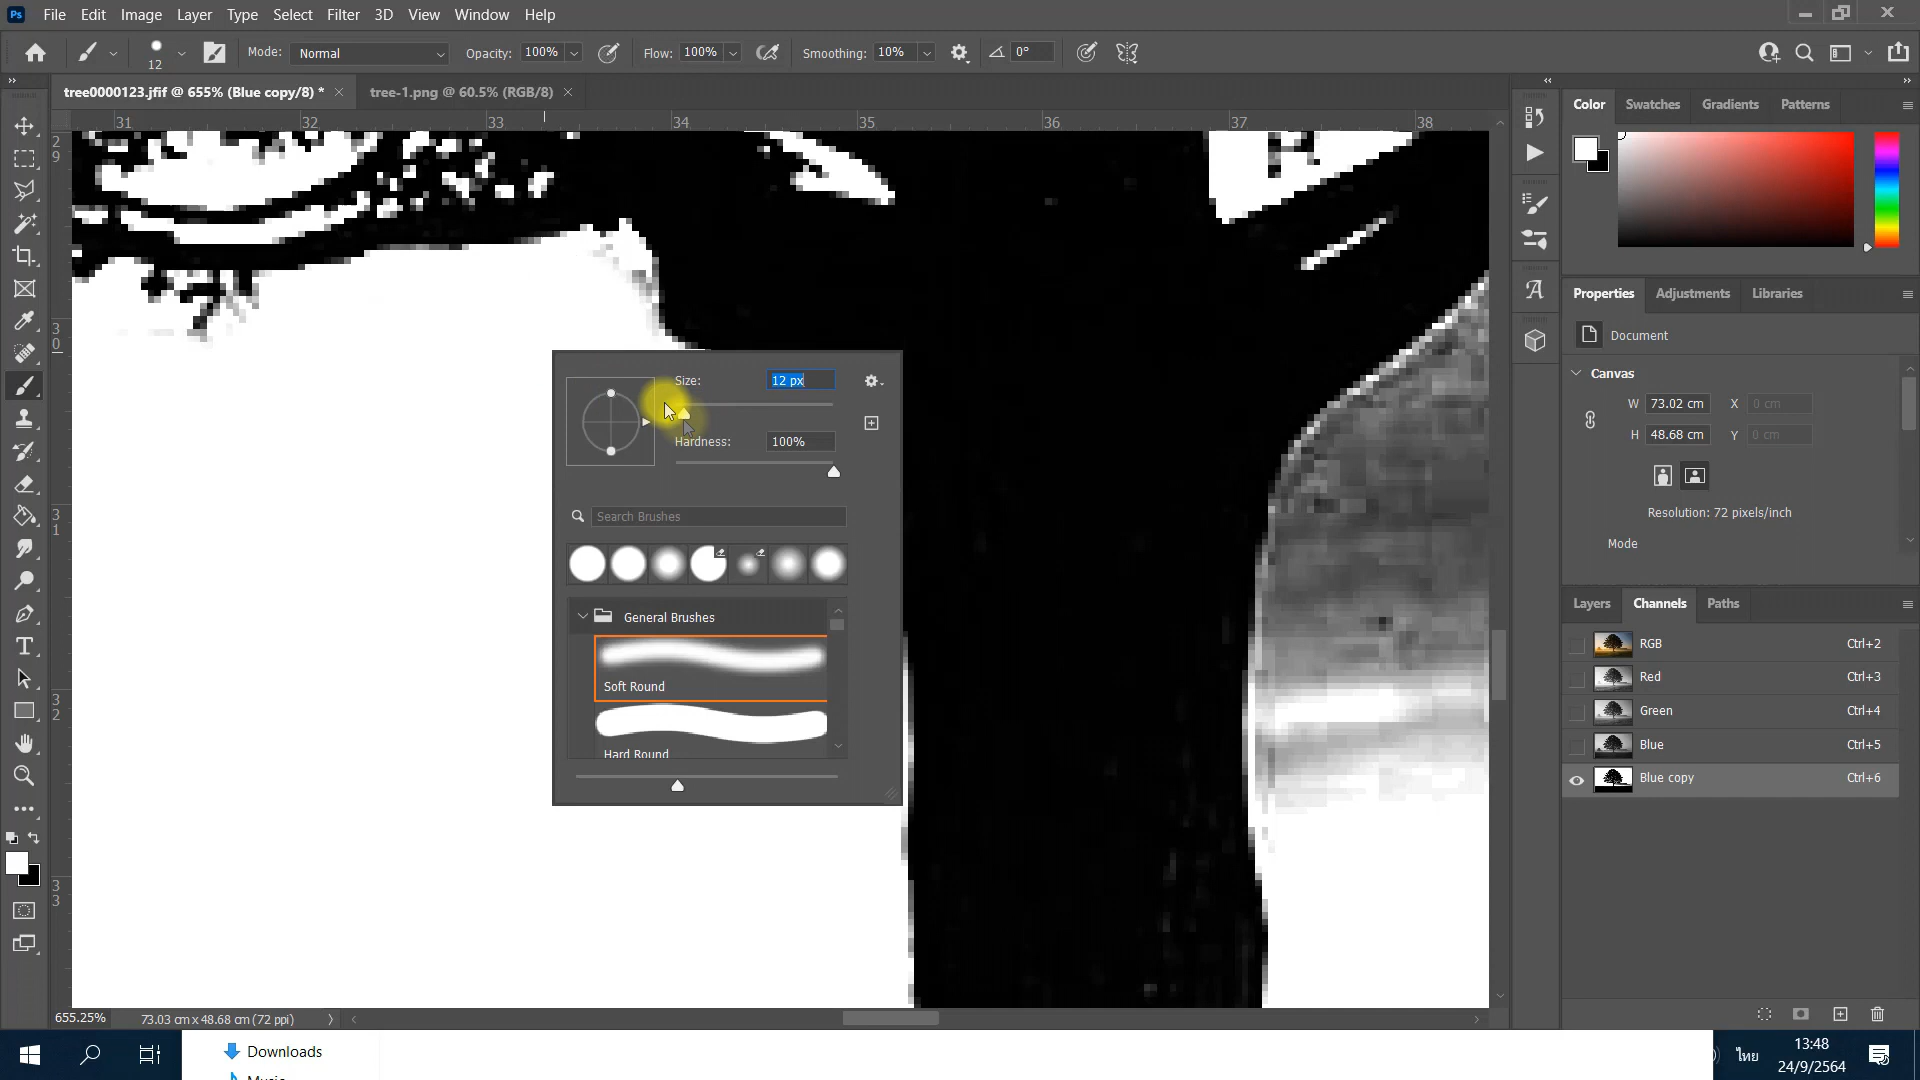 Ps File Edit Image Layer Type Select Filter 3D View Window Help
12 Mode: Normal Opacity: 100% Flow: 100% Smoothing: 10% 0°
tree0000123.jfif @ 655% (Blue copy/8) * × tree-1.png @ 60.5% (RGB/8) ×
31 32 33 34 35 36 37 38
29
30
31
32
33
Size: 12 px
Hardness: 100%
Search Brushes
General Brushes
Soft Round
Hard Round
Color Swatches Gradients Patterns
Properties Adjustments Libraries
Document
Canvas
W 73.02 cm X 0 cm
H 48.68 cm Y 0 cm
Resolution: 72 pixels/inch
Mode
Layers Channels Paths
RGB Ctrl+2
Red Ctrl+3
Green Ctrl+4
Blue Ctrl+5
Blue copy Ctrl+6
655.25% 73.03 cm x 48.68 cm (72 ppi)
Downloads
Music
ไทย
13:48
24/9/2564